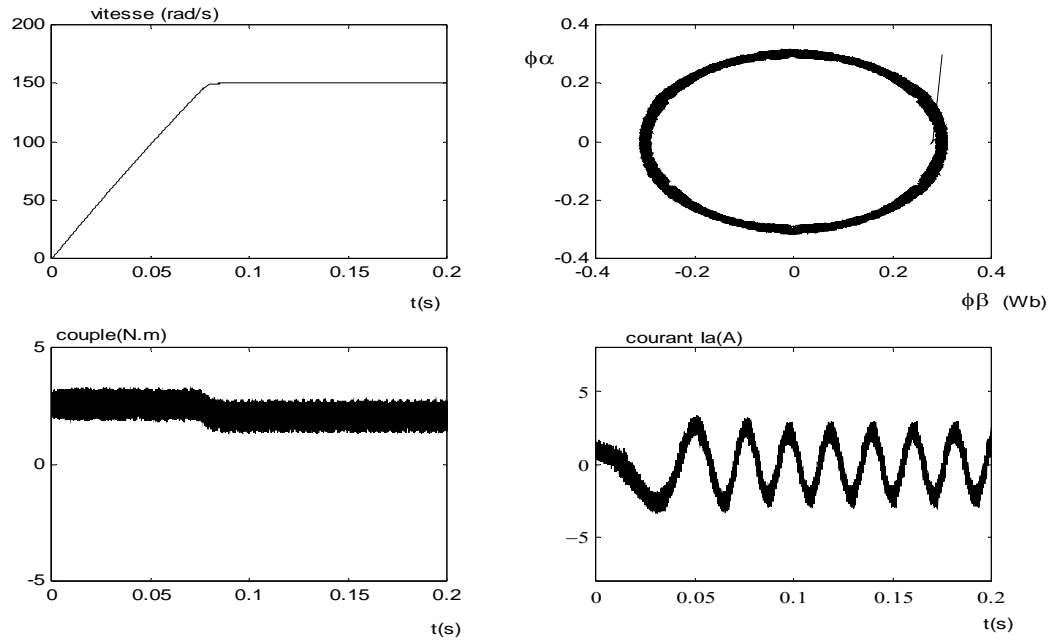 vitesse (rad/s)
200
150
100
50
0
0 0.05 0.1 0.15 0.2
t(s)
0.4
ϕα
0.2
0
-0.2
-0.4
-0.4 -0.2 0 0.2 0.4
ϕβ (Wb)
couple(N.m)
5
0
-5
0 0.05 0.1 0.15 0.2
t(s)
courant Ia(A)
5
0
−5
0 0.05 0.1 0.15 0.2
t(s)